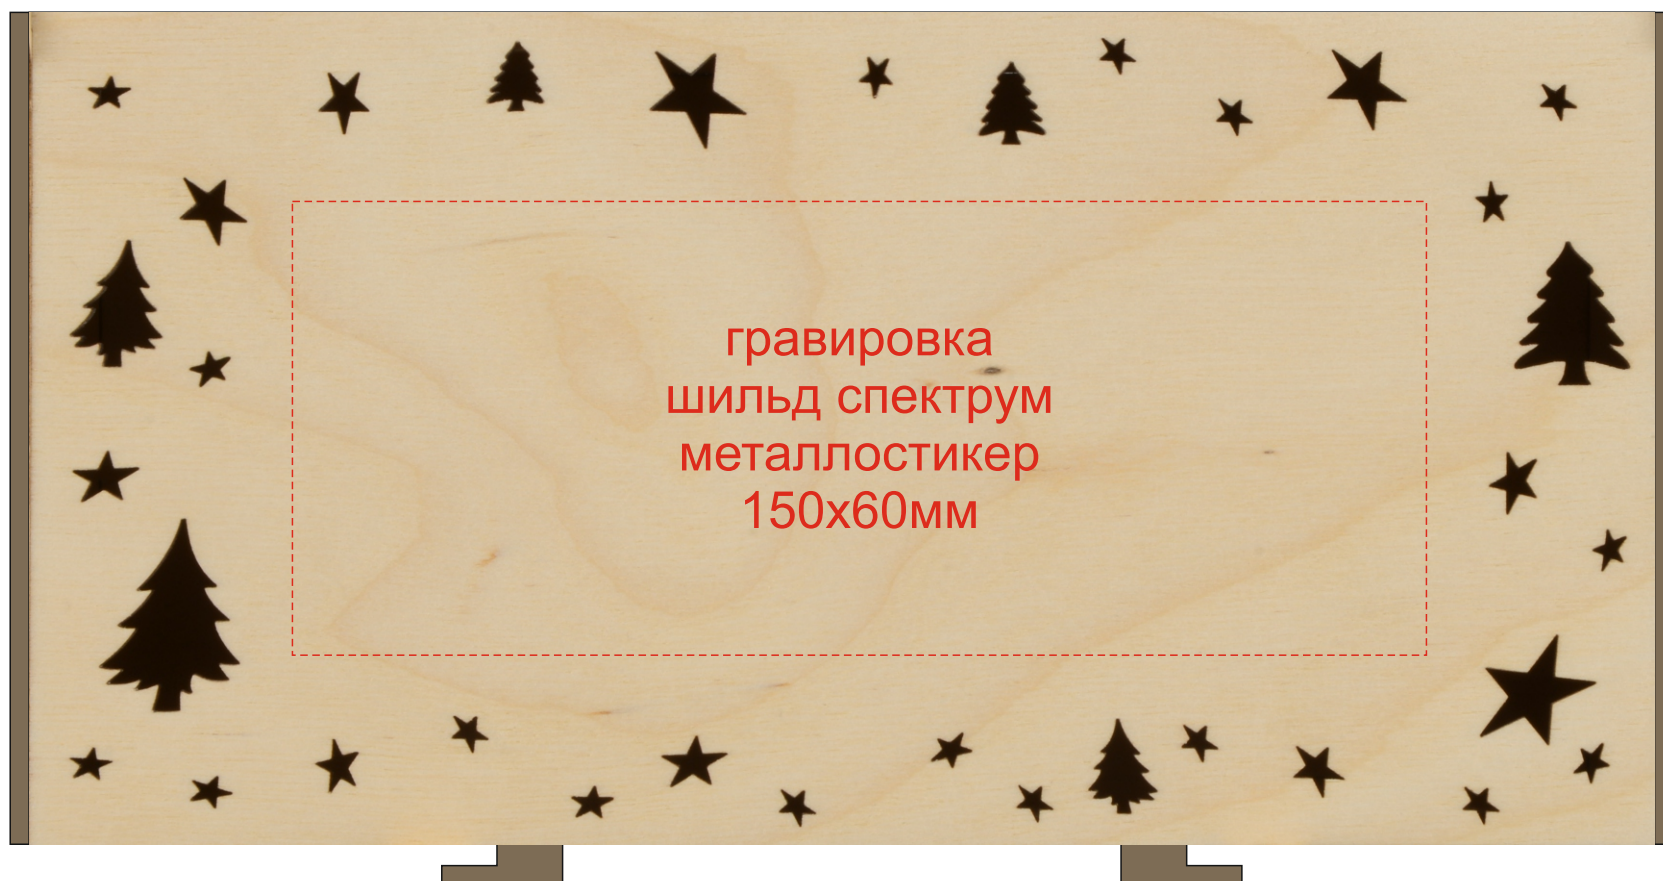 гравировка
шильд спектрум
металлостикер
150х60мм